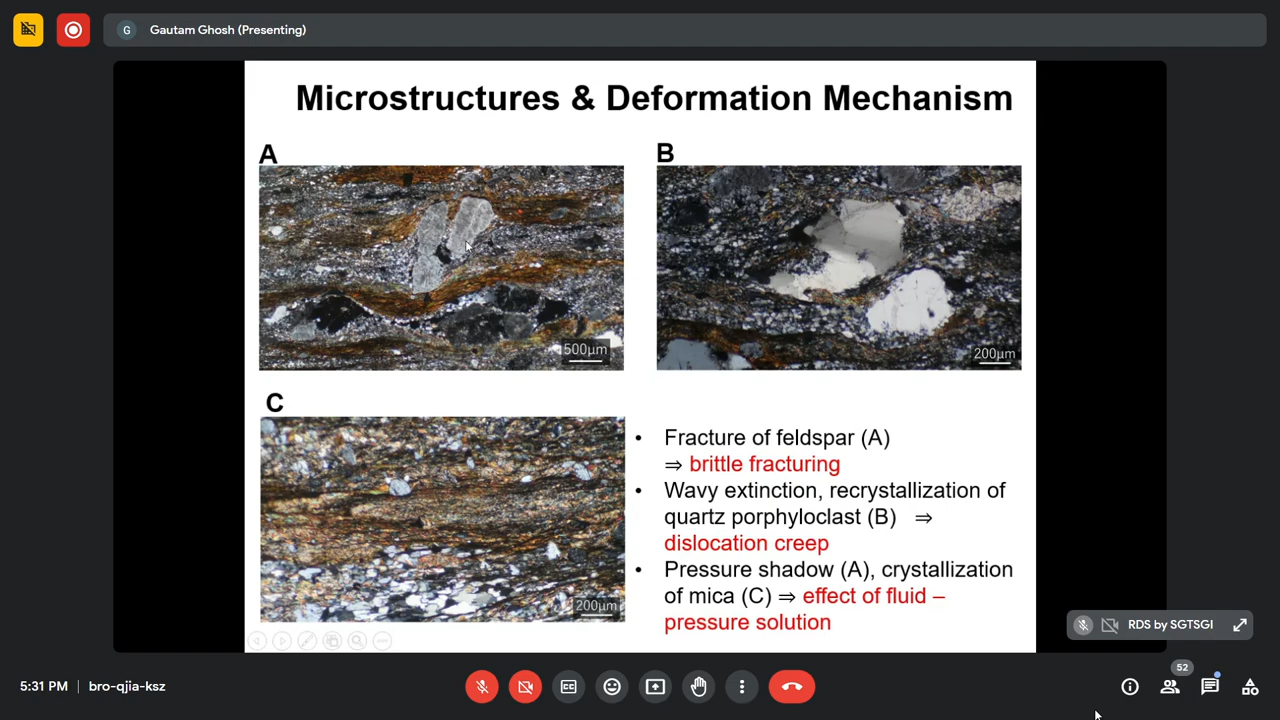 G Gautam Ghosh (Presenting)
Microstructures & Deformation Mechanism
A
B
500μm
200μm
C
200μm
• Fracture of feldspar (A)
⇒ brittle fracturing
• Wavy extinction, recrystallization of
quartz porphyloclast (B) ⇒
dislocation creep
• Pressure shadow (A), crystallization
of mica (C) ⇒ effect of fluid –
pressure solution
RDS by SGTSGI
52
5:31 PM | bro-qjia-ksz